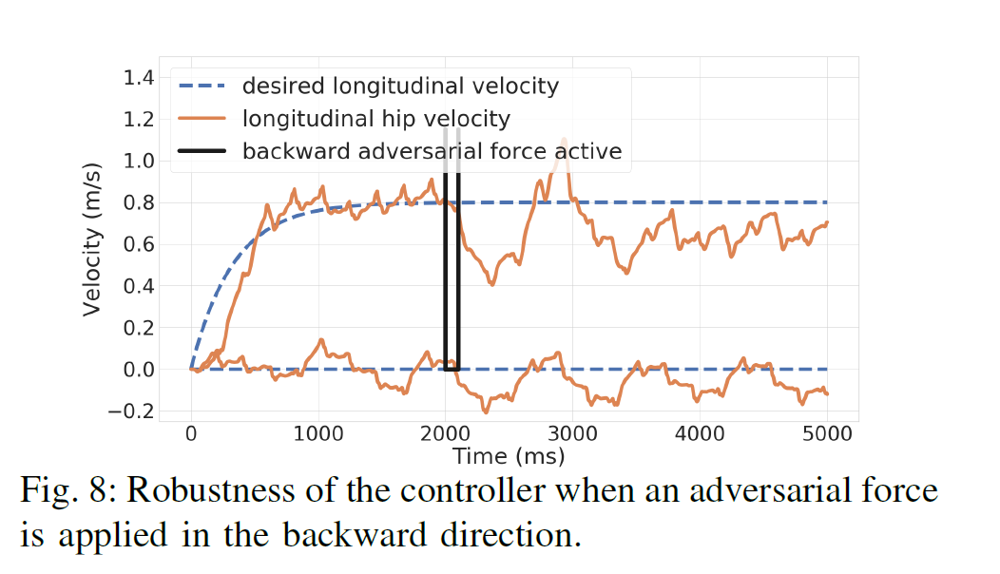 1.4
desired longitudinal velocity
1.2
longitudinal hip velocity
1.0
backward adversarial force active
0.8
0.6
0.4
0.2
0.0
−0.2
Velocity (m/s)
0 1000 2000 3000 4000 5000
Time (ms)
Fig. 8: Robustness of the controller when an adversarial force
is applied in the backward direction.